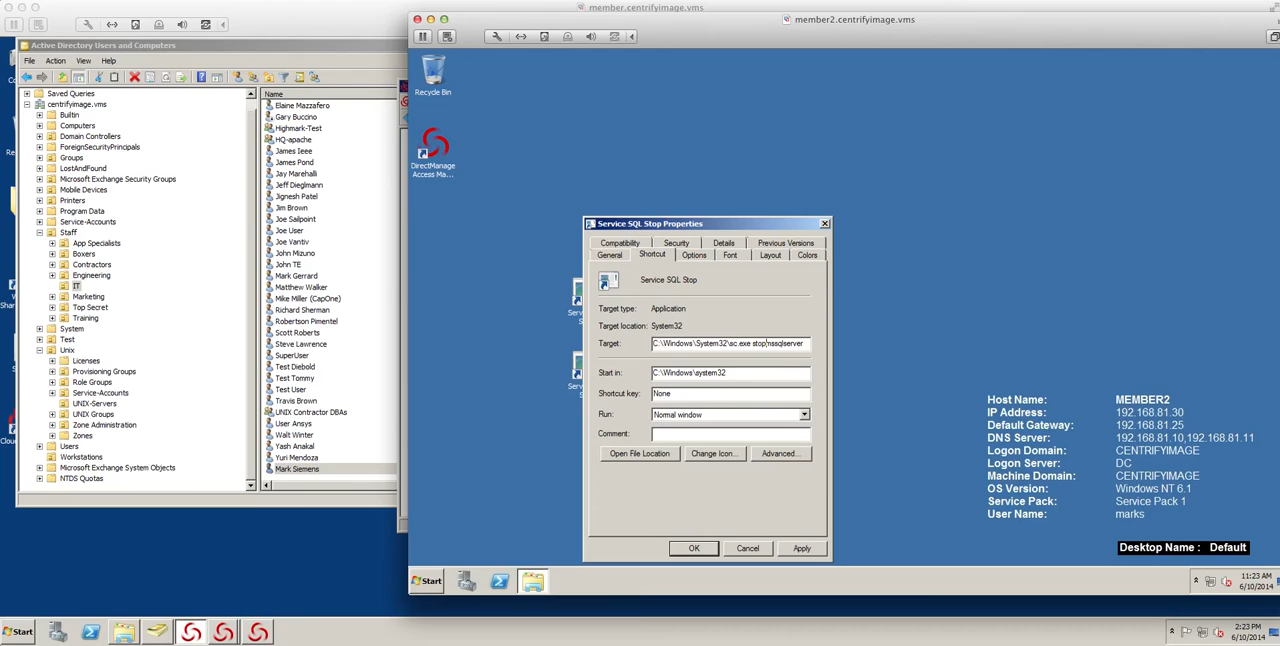 member.centrifyimage.vms
member2.centrifyimage.vms
Active Directory Users and Computers
File Action View Help
Saved Queries
centrifyimage.vms
Builtin
Computers
Domain Controllers
ForeignSecurityPrincipals
Groups
LostAndFound
Microsoft Exchange Security Groups
Mobile Devices
Printers
Program Data
Service-Accounts
Staff
App Specialists
Boxers
Contractors
Engineering
IT
Marketing
Top Secret
Training
System
Test
Unix
Licenses
Provisioning Groups
Role Groups
Service-Accounts
UNIX-Servers
UNIX Groups
Zone Administration
Zones
Users
Workstations
Microsoft Exchange System Objects
NTDS Quotas
Name
Elaine Mazzafero
Gary Buccino
Highmark-Test
HQ-apache
James Ieee
James Pond
Jay Marehalli
Jeff Dieglmann
Jignesh Patel
Jim Brown
Joe Sailpoint
Joe User
Joe Vantiv
John Mizuno
John TE
Mark Gerrard
Matthew Walker
Mike Miller (CapOne)
Richard Sherman
Robertson Pimentel
Scott Roberts
Steve Lawrence
SuperUser
Test Diebold
Test Tommy
Test User
Travis Brown
UNIX Contractor DBAs
User Ansys
Walt Winter
Yash Anakal
Yuri Mendoza
Mark Siemens
Recycle Bin
DirectManage
Access Ma...
Service SQL Stop Properties
Compatibility Security Details Previous Versions
General Shortcut Options Font Layout Colors
Service SQL Stop
Target type: Application
Target location: System32
Target: C:\Windows\System32\sc.exe stop mssqlserver
Start in: C:\Windows\system32
Shortcut key: None
Run: Normal window
Comment:
Open File Location Change Icon... Advanced...
OK Cancel Apply
Host Name: MEMBER2
IP Address: 192.168.81.30
Default Gateway: 192.168.81.25
DNS Server: 192.168.81.10,192.168.81.11
Logon Domain: CENTRIFYIMAGE
Logon Server: DC
Machine Domain: CENTRIFYIMAGE
OS Version: Windows NT 6.1
Service Pack: Service Pack 1
User Name: marks
Desktop Name : Default
Start
11:23 AM
6/10/2014
Start
2:23 PM
6/10/2014